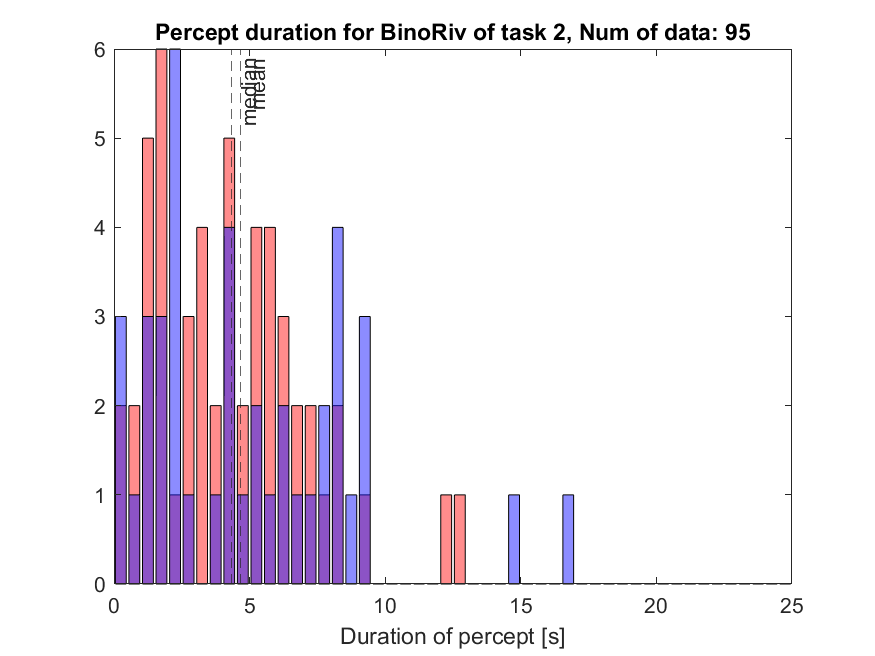 Percept duration for BinoRiv of task 2, Num of data: 95
6
5
4
3
2
1
0
median
mean
0 5 10 15 20 25
Duration of percept [s]